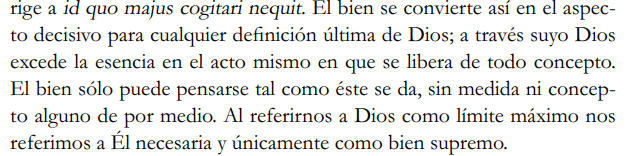 rige a id quo majus cogitari nequit. El bien se convierte así en el aspec-
to decisivo para cualquier definición última de Dios; a través suyo Dios
excede la esencia en el acto mismo en que se libera de todo concepto.
El bien sólo puede pensarse tal como éste se da, sin medida ni concep-
to alguno de por medio. Al referirnos a Dios como límite máximo nos
referimos a Él necesaria y únicamente como bien supremo.